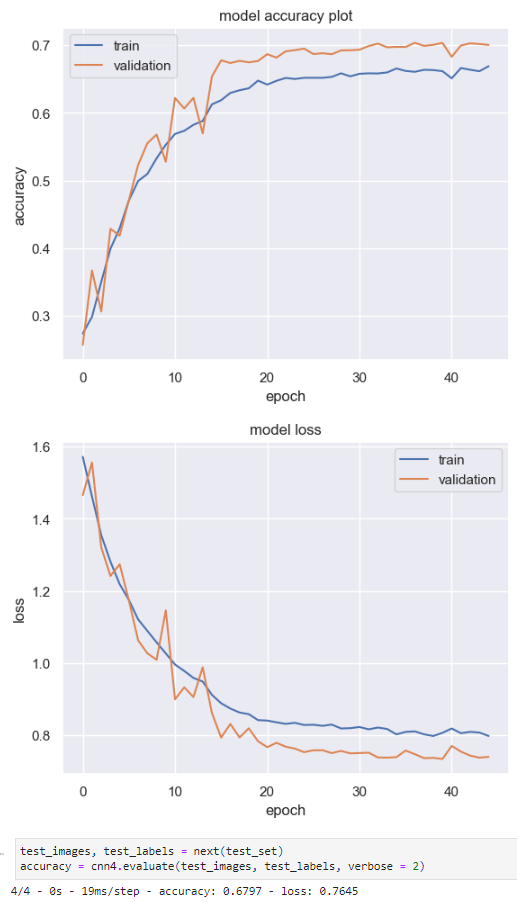 model accuracy plot
train
validation
0.7
0.6
0.5
0.4
0.3
accuracy
0 10 20 30 40
epoch
model loss
train
validation
1.6
1.4
1.2
1.0
0.8
loss
0 10 20 30 40
epoch
test_images, test_labels = next(test_set)
accuracy = cnn4.evaluate(test_images, test_labels, verbose = 2)
4/4 - 0s - 19ms/step - accuracy: 0.6797 - loss: 0.7645